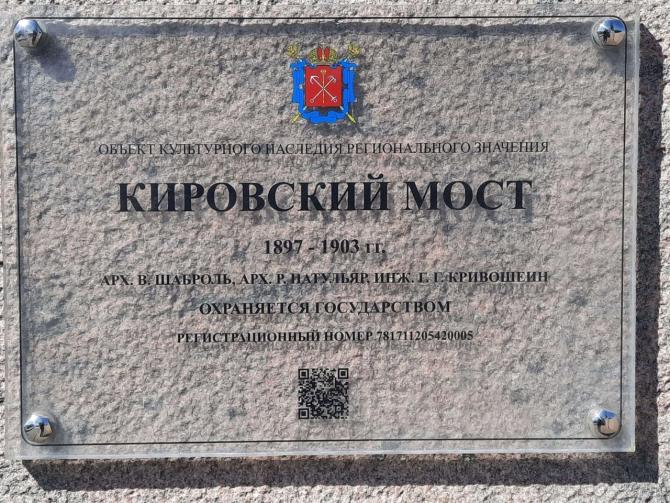 ОБЪЕКТ КУЛЬТУРНОГО НАСЛЕДИЯ РЕГИОНАЛЬНОГО ЗНАЧЕНИЯ
КИРОВСКИЙ МОСТ
1897 - 1903 гг.
АРХ. В. ШАБРОЛЬ, АРХ. Р. ПАТУЛЬЯР, ИНЖ. Г. Г. КРИВОШЕИН
ОХРАНЯЕТСЯ ГОСУДАРСТВОМ
РЕГИСТРАЦИОННЫЙ НОМЕР 781711205420005